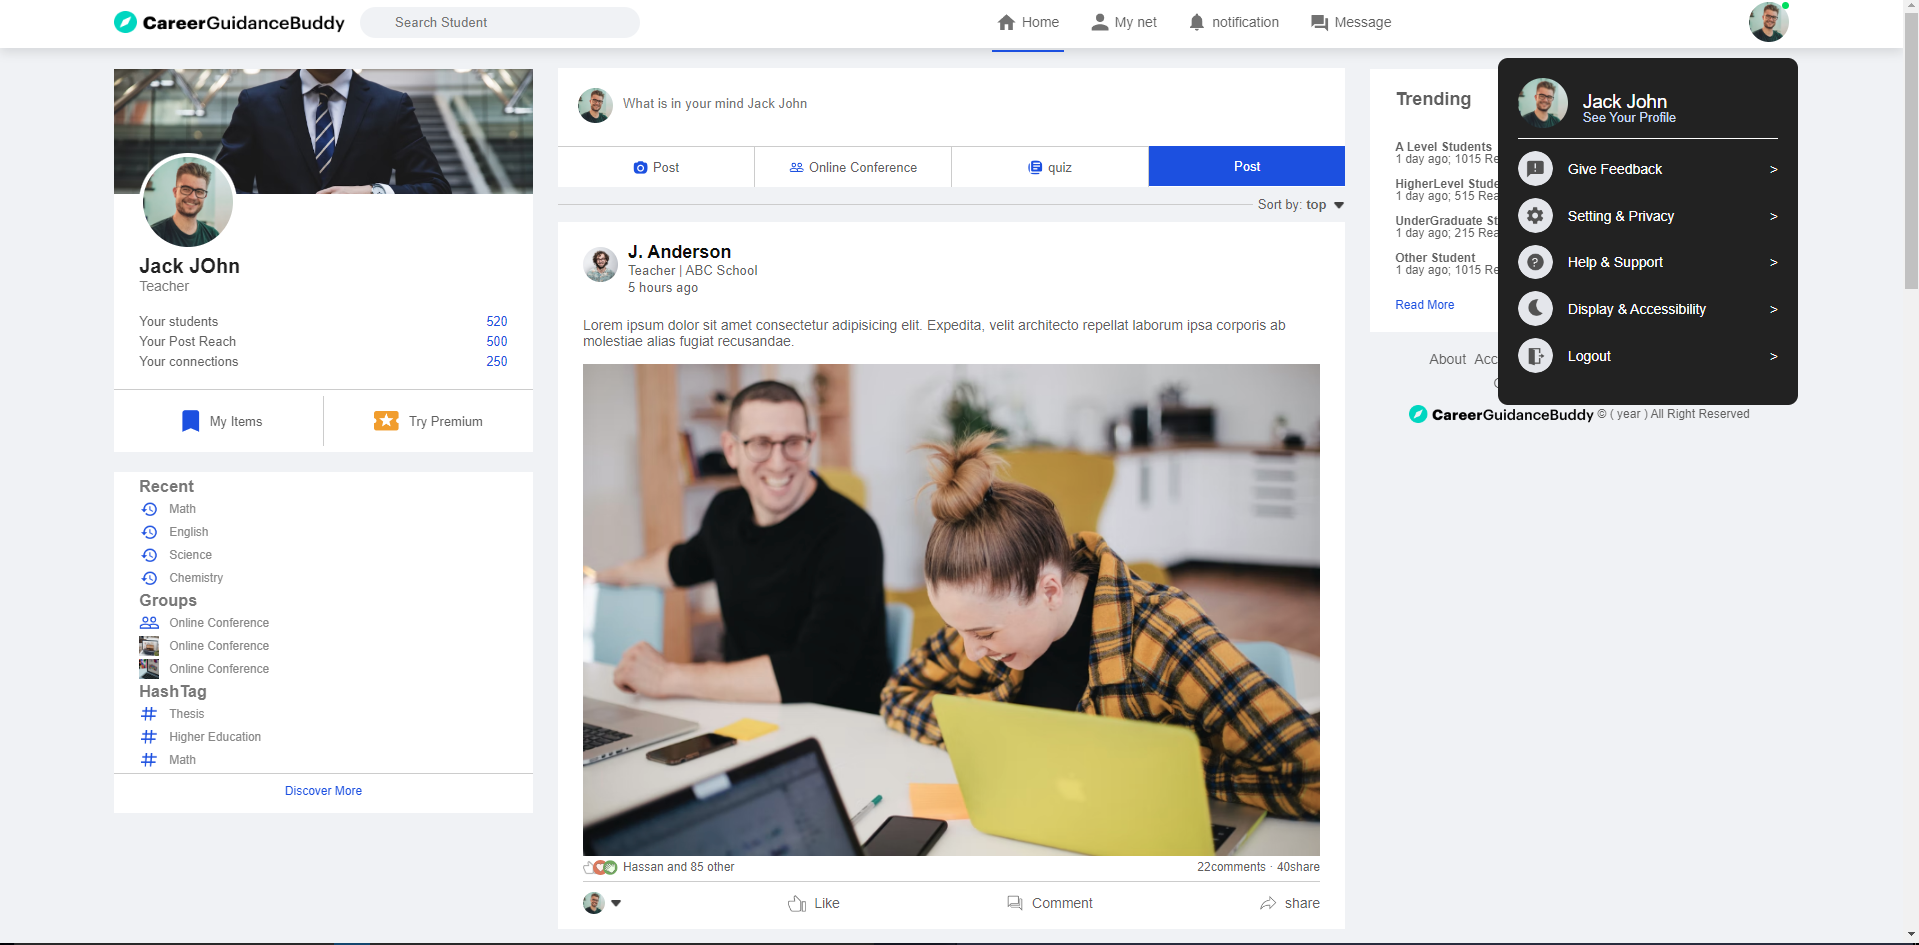 CareerGuidanceBuddy
Search Student
Home
My net
notification
Message
Jack JOhn
Teacher
Your students 520
Your Post Reach 500
Your connections 250
My Items
Try Premium
Recent
Math
English
Science
Chemistry
Groups
Online Conference
Online Conference
Online Conference
HashTag
Thesis
Higher Education
Math
Discover More
What is in your mind Jack John
Post
Online Conference
quiz
Post
Sort by: top
J. Anderson
Teacher | ABC School
5 hours ago
Lorem ipsum dolor sit amet consectetur adipisicing elit. Expedita, velit architecto repellat laborum ipsa corporis ab
molestiae alias fugiat recusandae.
Hassan and 85 other
22comments · 40share
Like
Comment
share
Trending
A Level Students
1 day ago; 1015 Re
HigherLevel Stude
1 day ago; 515 Rea
UnderGraduate St
1 day ago; 215 Rea
Other Student
1 day ago; 1015 Re
Read More
About Acc
CareerGuidanceBuddy © ( year ) All Right Reserved
Jack John
See Your Profile
Give Feedback >
Setting & Privacy >
Help & Support >
Display & Accessibility >
Logout >